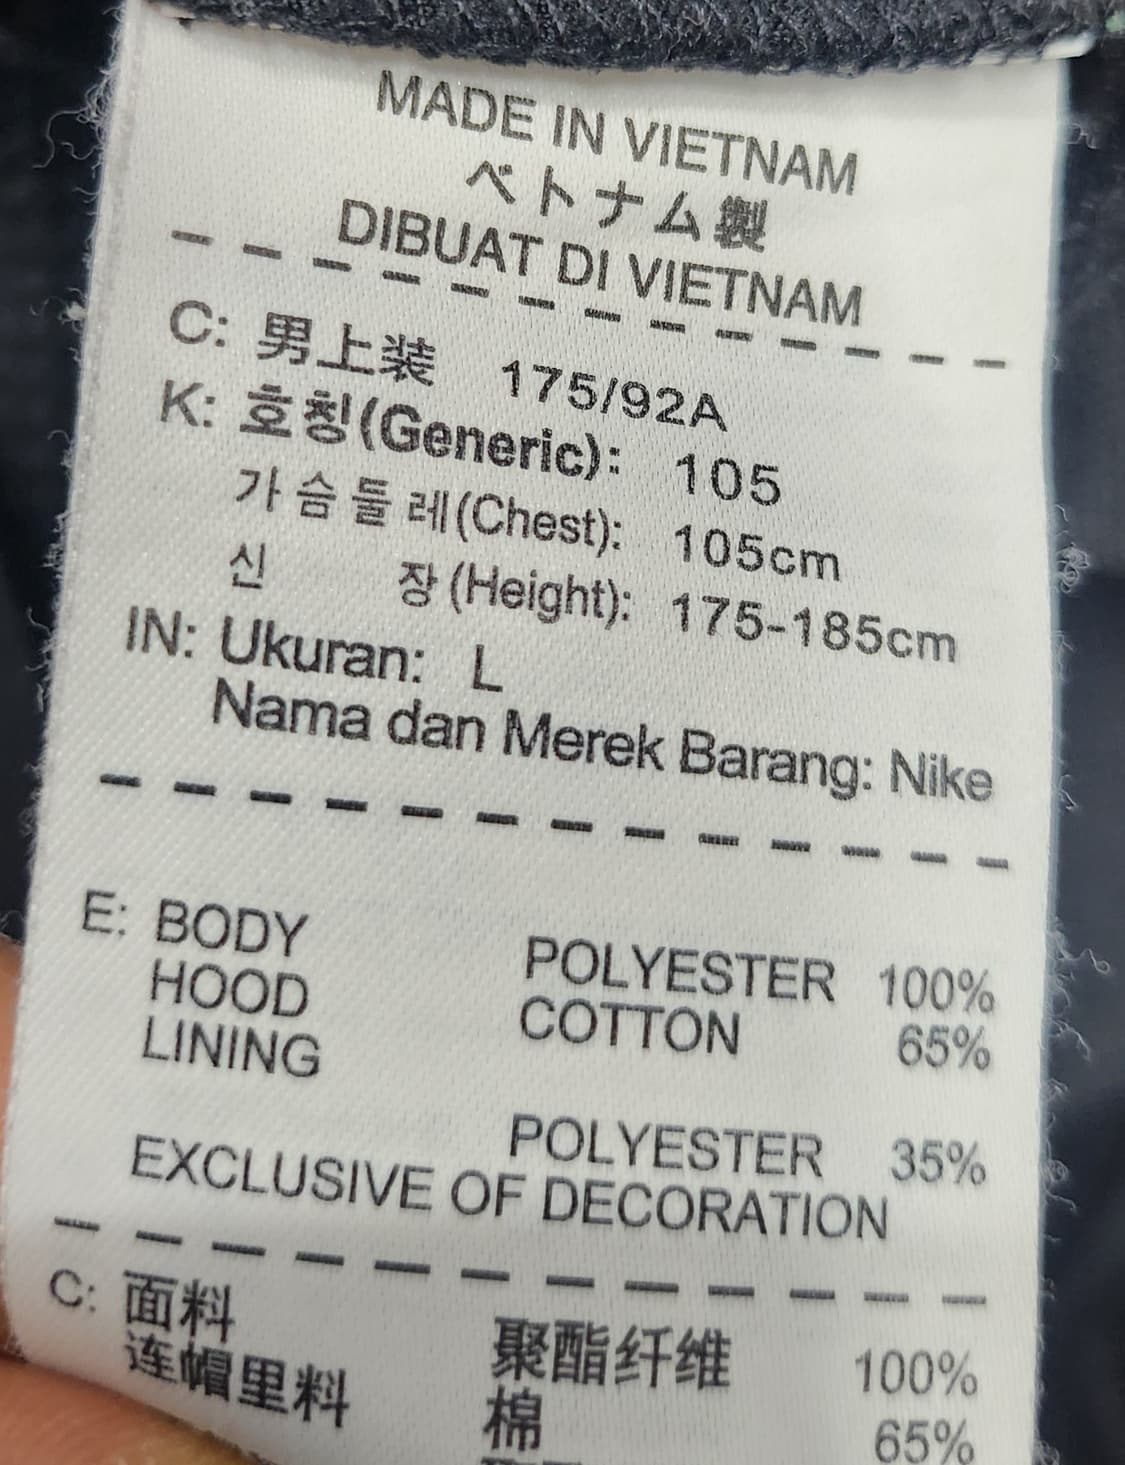 MADE IN VIETNAM
ベトナム製
DIBUAT DI VIETNAM
C: 男上装 175/92A
K: 호칭(Generic): 105
가슴둘레(Chest): 105cm
신 장(Height): 175-185cm
IN: Ukuran: L
Nama dan Merek Barang: Nike
E: BODY POLYESTER 100%
HOOD COTTON 65%
LINING
POLYESTER 35%
EXCLUSIVE OF DECORATION
C: 面料 聚酯纤维 100%
连帽里料 棉 65%